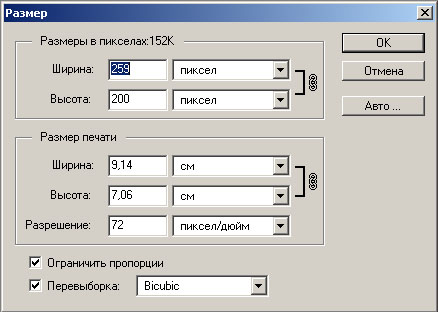 Размер
Размеры в пикселах:152K
Ширина: 259 пиксел
Высота: 200 пиксел
Размер печати
Ширина: 9,14 см
Высота: 7,06 см
Разрешение: 72 пиксел/дюйм
Ограничить пропорции
Перевыборка: Bicubic
OK
Отмена
Авто ...